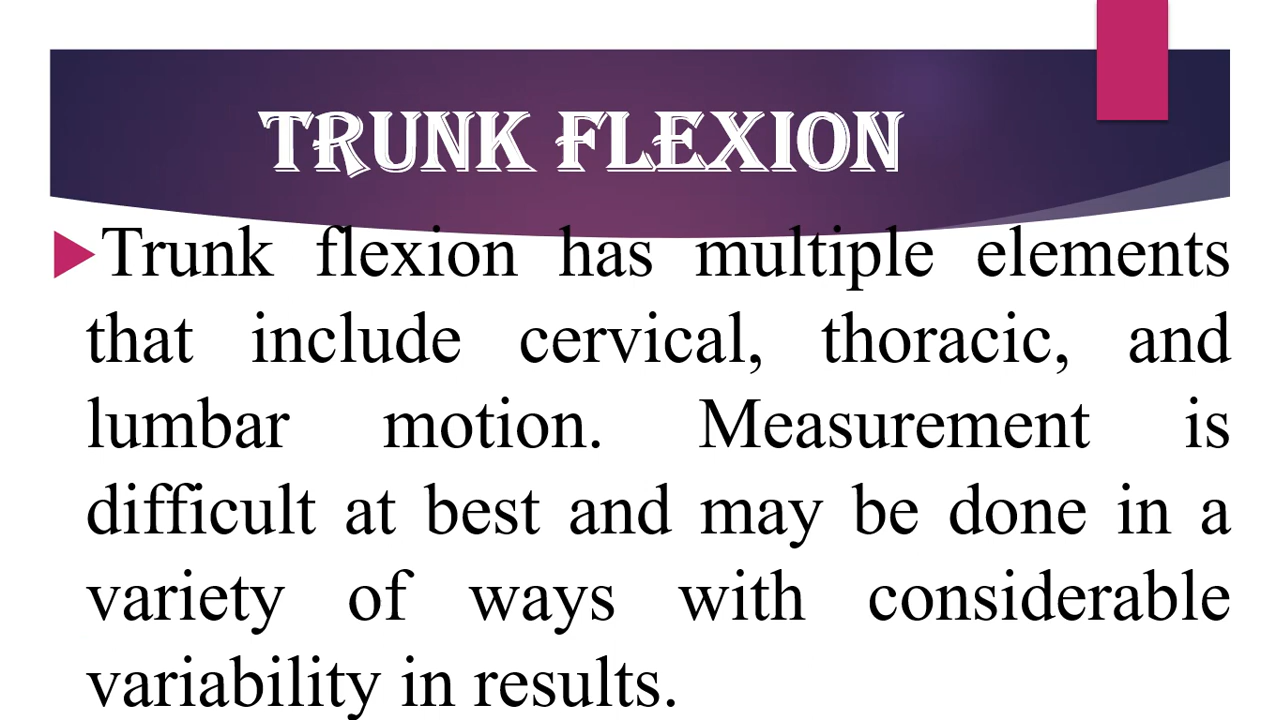 TRUNK FLEXION
Trunk flexion has multiple elements
that include cervical, thoracic, and
lumbar motion. Measurement is
difficult at best and may be done in a
variety of ways with considerable
variability in results.